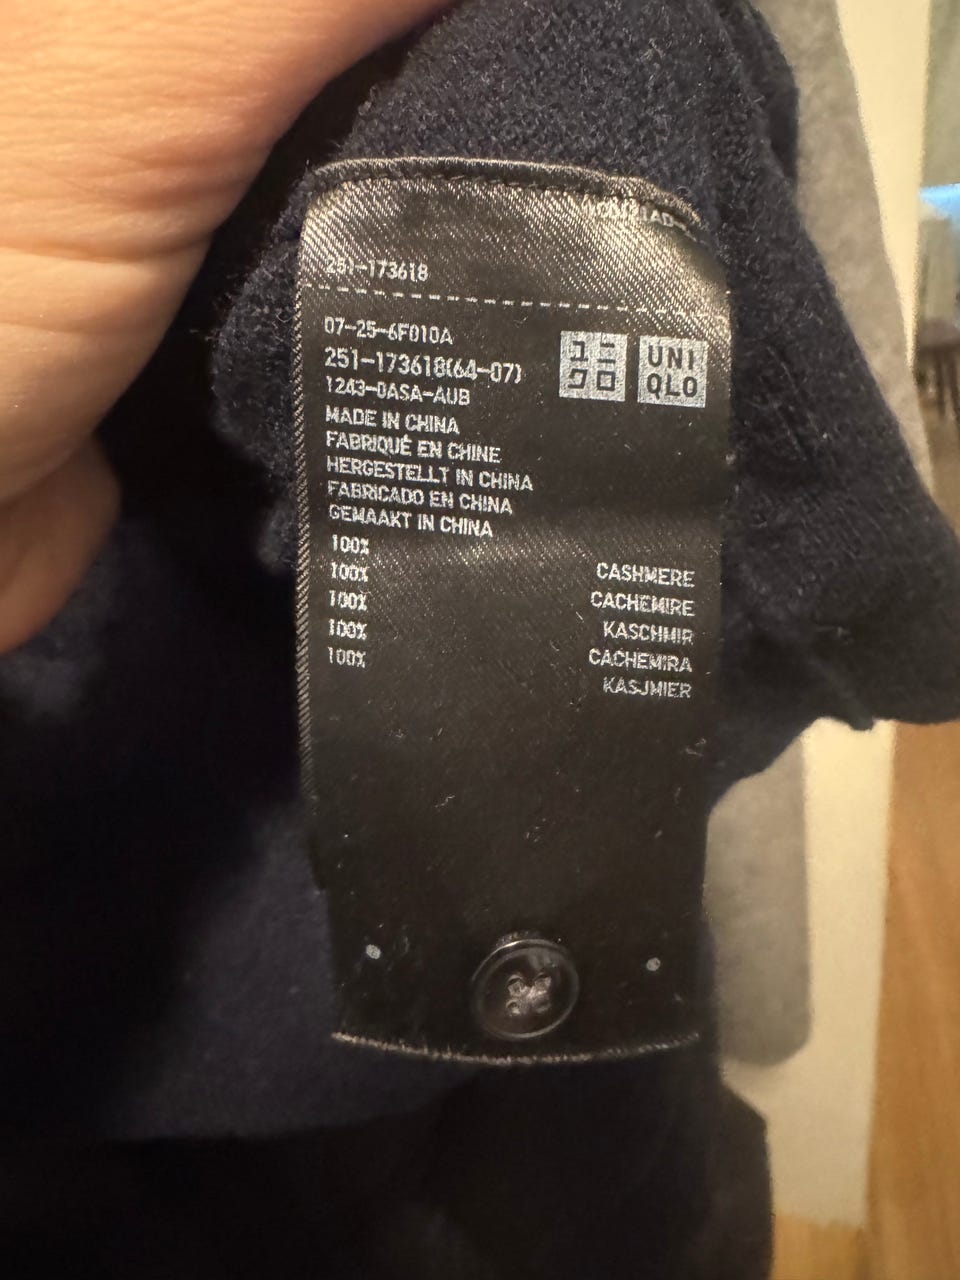 251-173618
07-25-6F010A
251-173618(64-07)
1243-0ASA-AUB
ユニ
クロ
UNI
QLO
MADE IN CHINA
FABRIQUÉ EN CHINE
HERGESTELLT IN CHINA
FABRICADO EN CHINA
GEMAAKT IN CHINA
100%
100% CASHMERE
100% CACHEMIRE
100% KASCHMIR
100% CACHEMIRA
KASJMIER